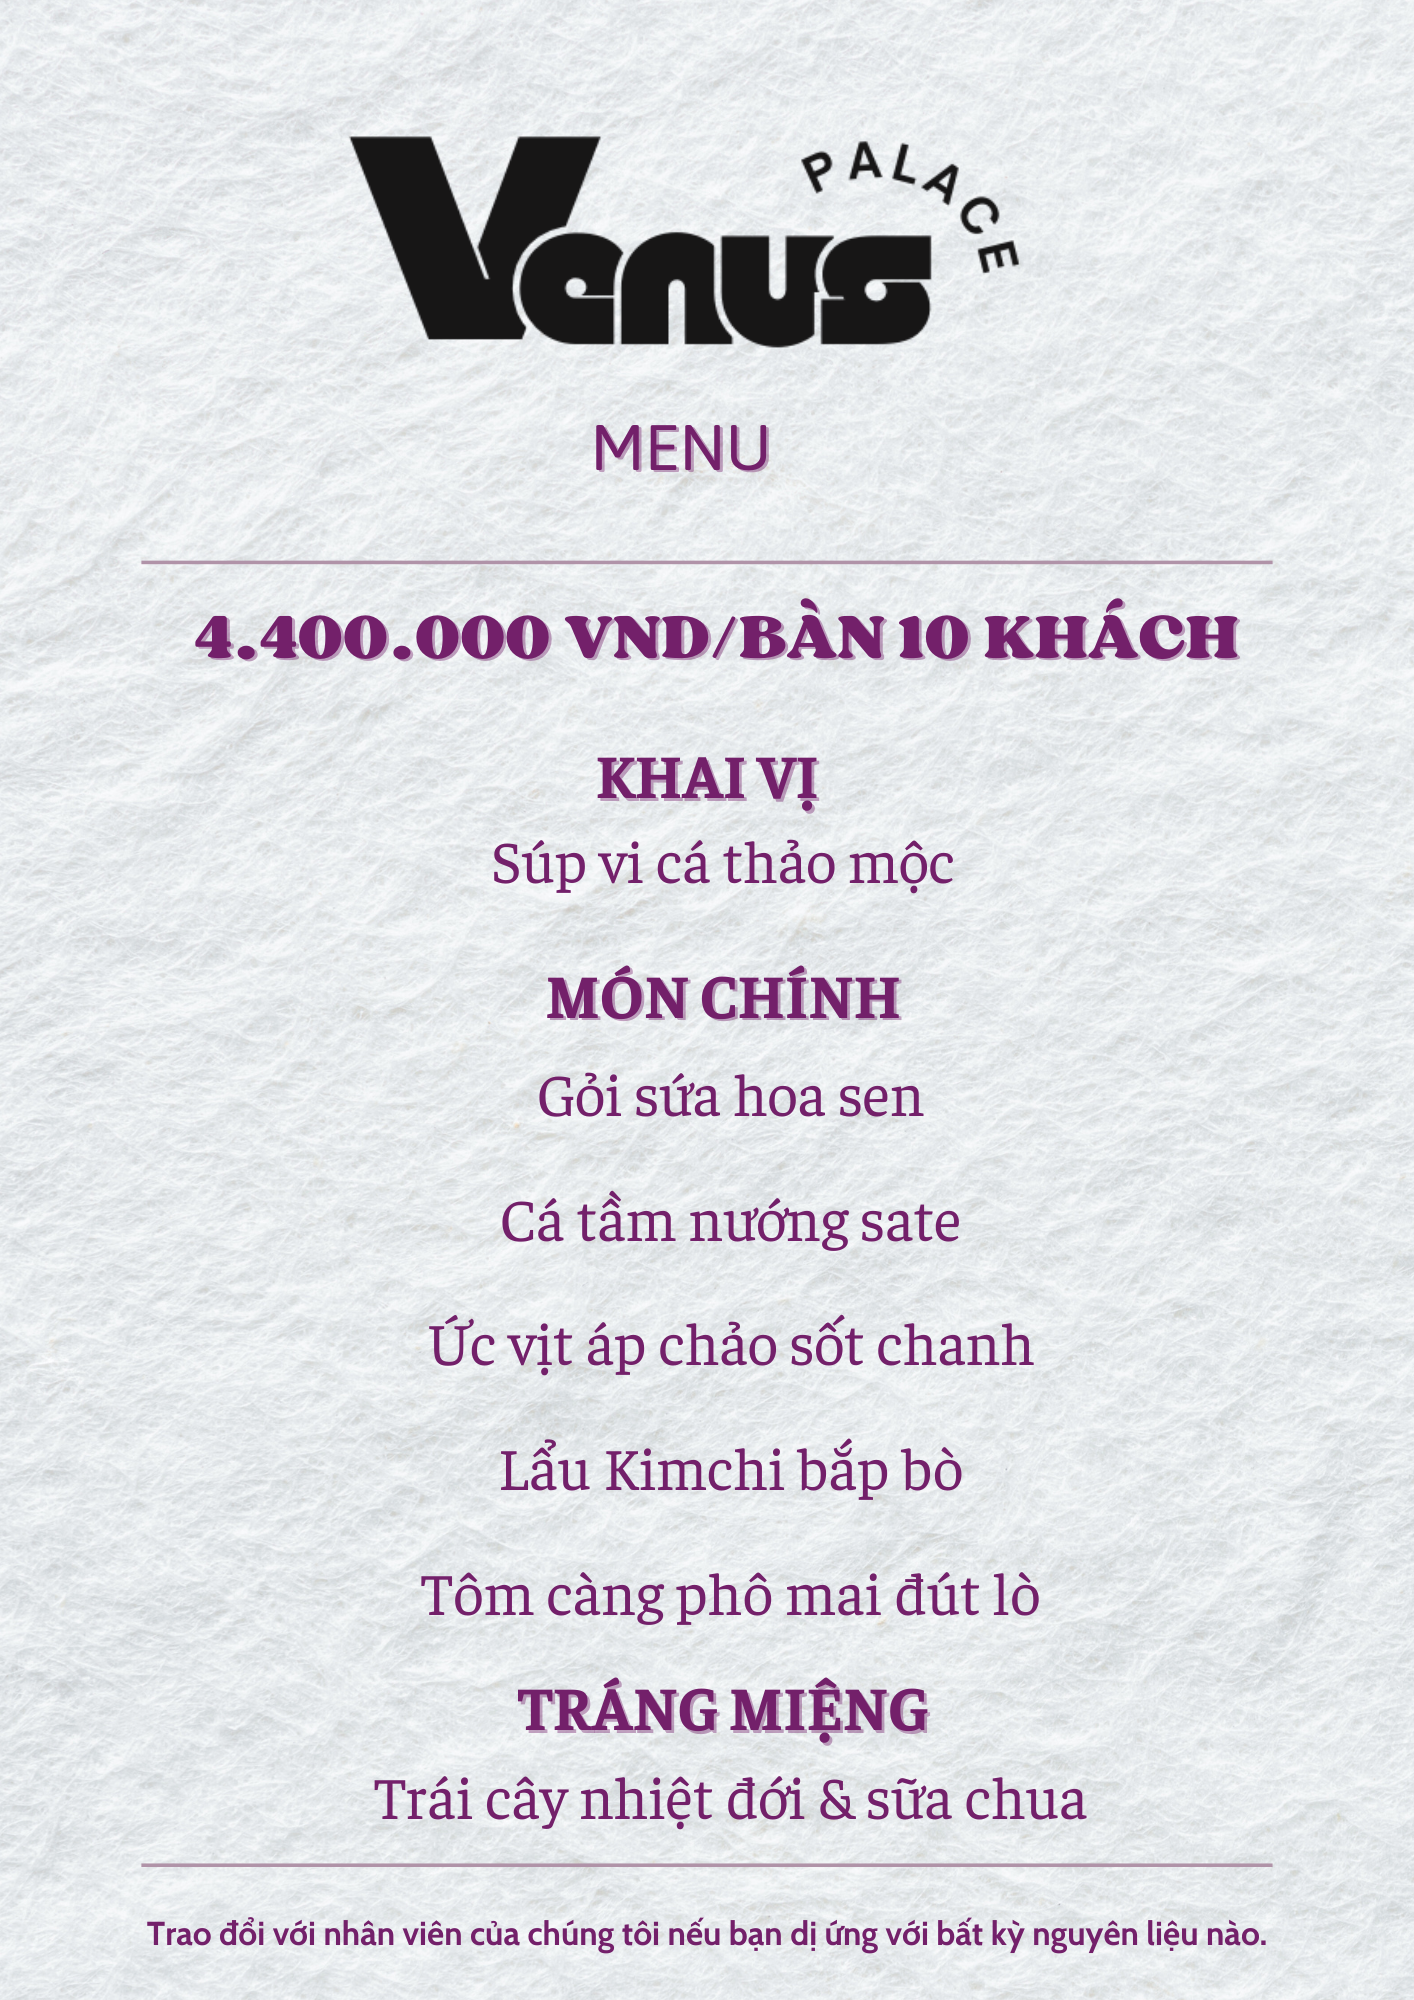 Venus PALACE
MENU
4.400.000 VND/BÀN 10 KHÁCH
KHAI VỊ
Súp vi cá thảo mộc
MÓN CHÍNH
Gỏi sứa hoa sen
Cá tầm nướng sate
Ức vịt áp chảo sốt chanh
Lẩu Kimchi bắp bò
Tôm càng phô mai đút lò
TRÁNG MIỆNG
Trái cây nhiệt đới & sữa chua
Trao đổi với nhân viên của chúng tôi nếu bạn dị ứng với bất kỳ nguyên liệu nào.